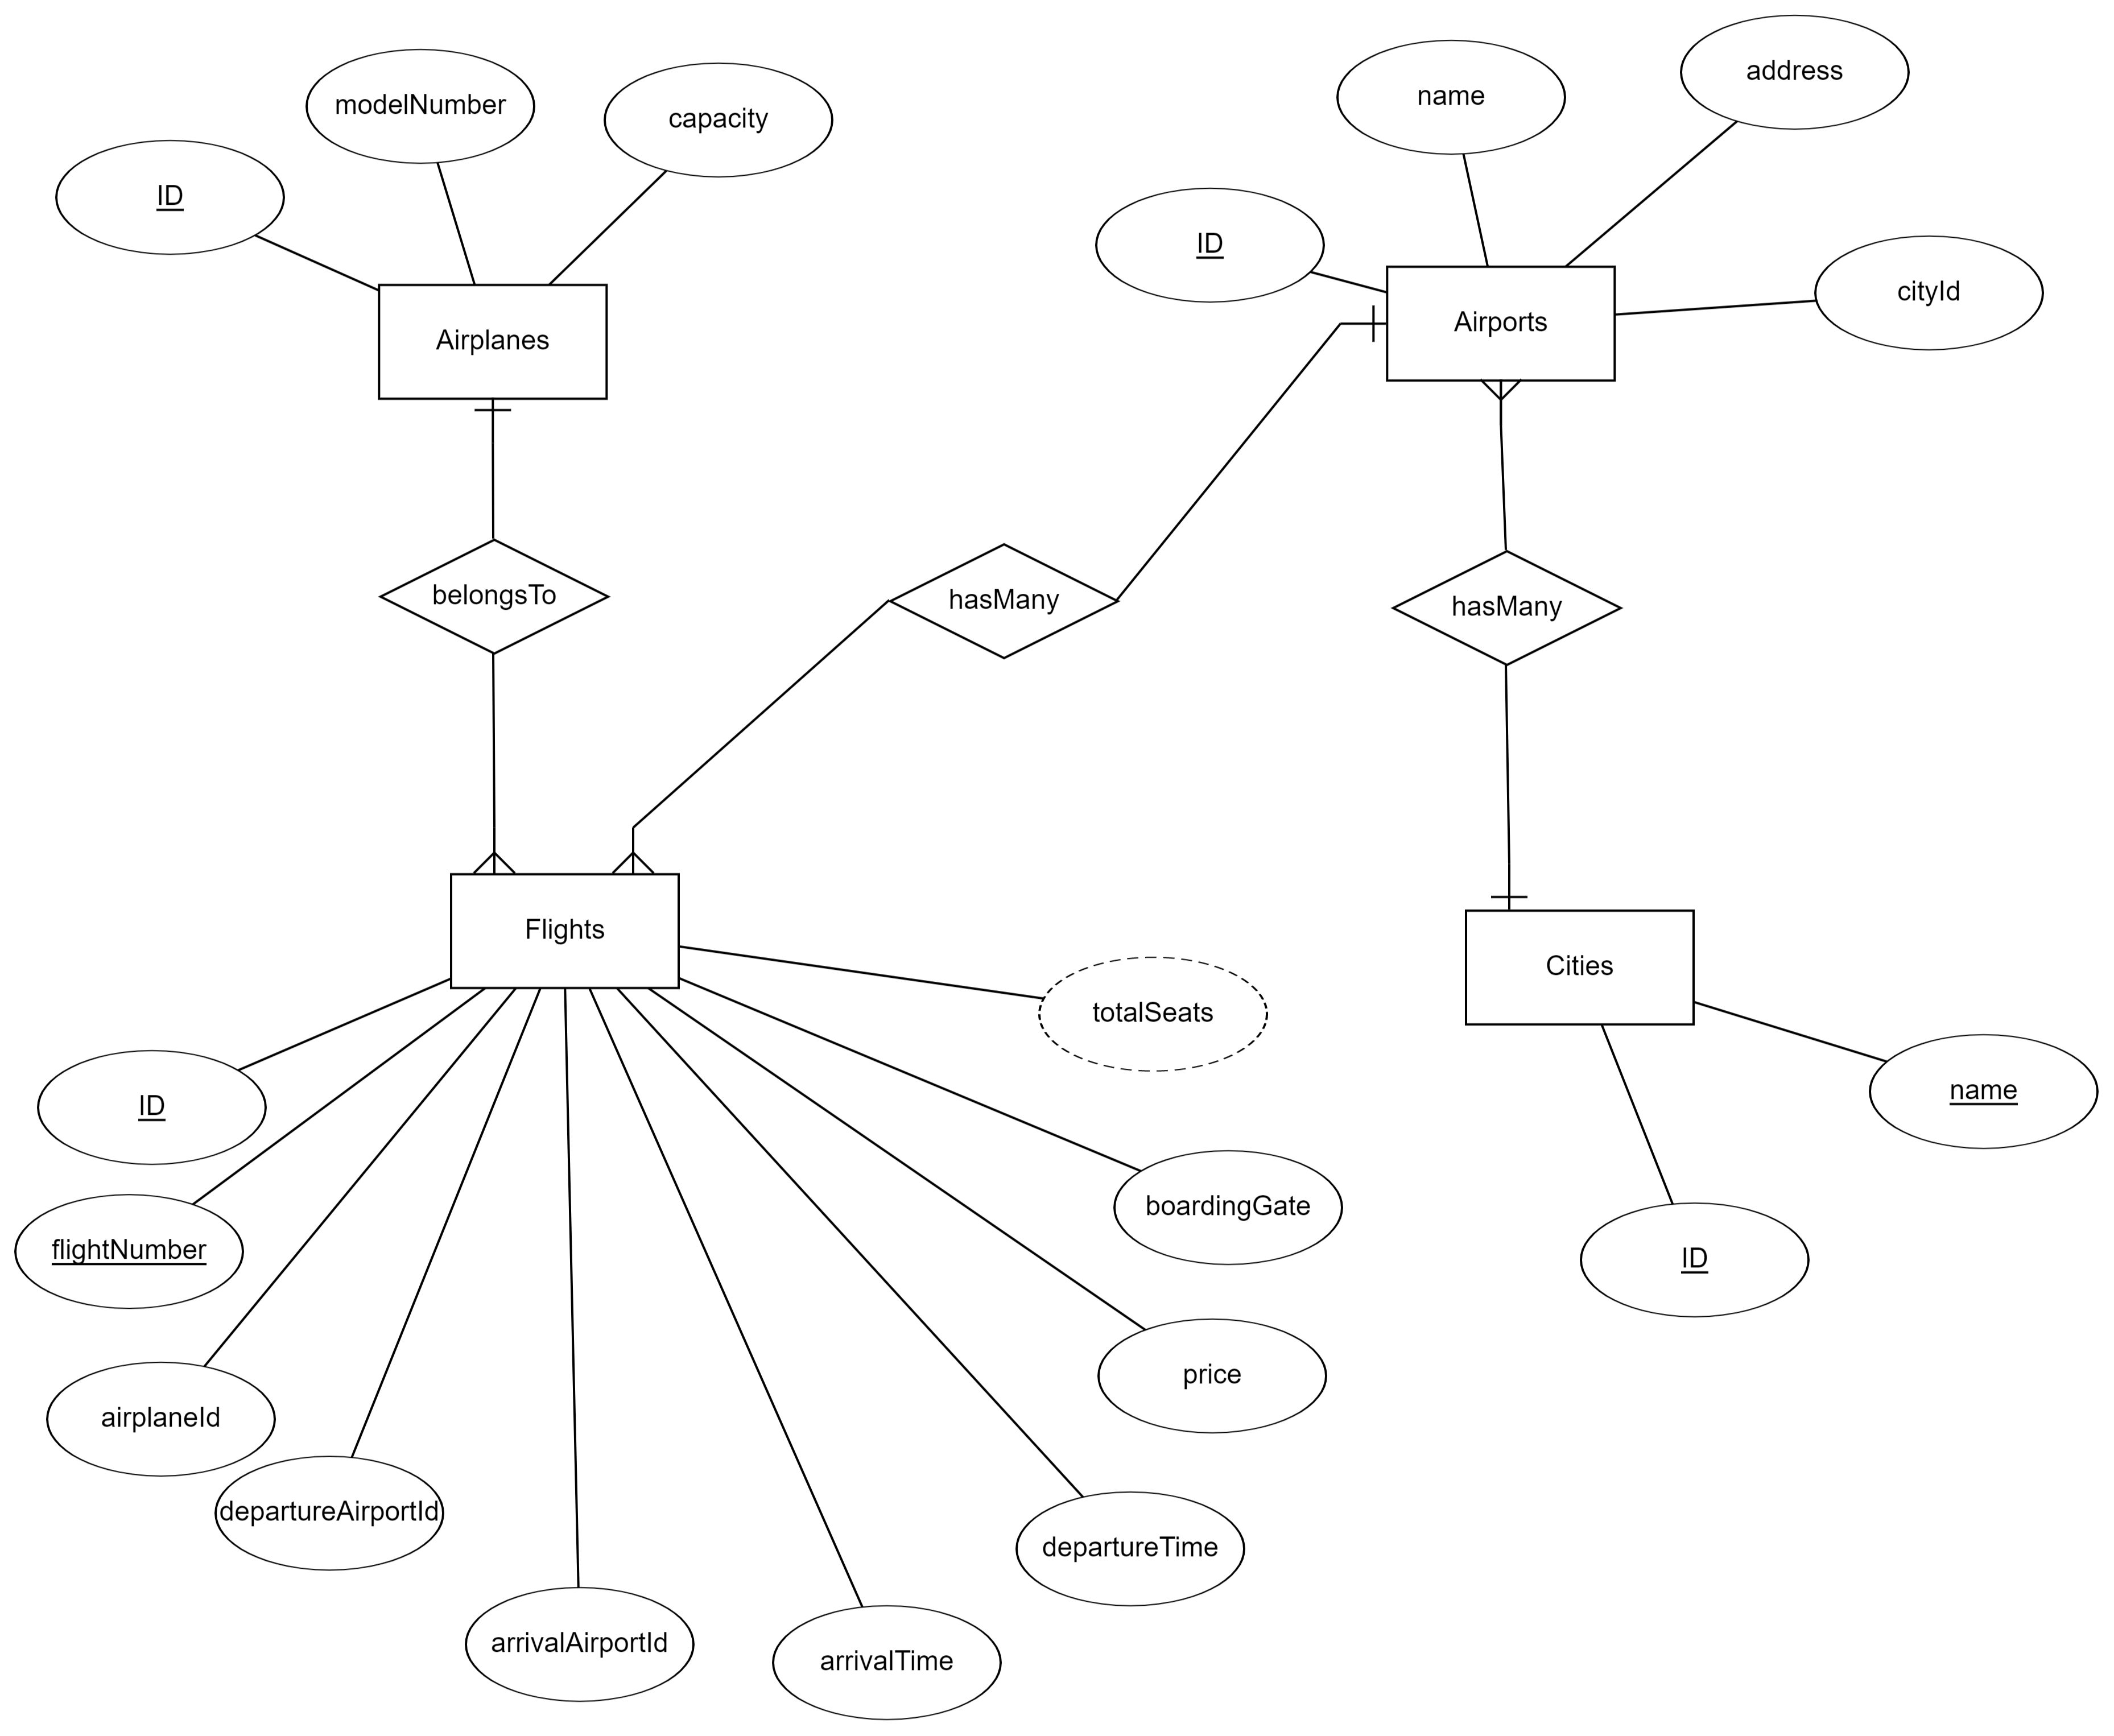 modelNumber
capacity
ID
Airplanes
name
address
ID
cityId
Airports
belongsTo
hasMany
hasMany
Flights
Cities
totalSeats
name
ID
ID
flightNumber
airplaneId
departureAirportId
arrivalAirportId
arrivalTime
departureTime
price
boardingGate